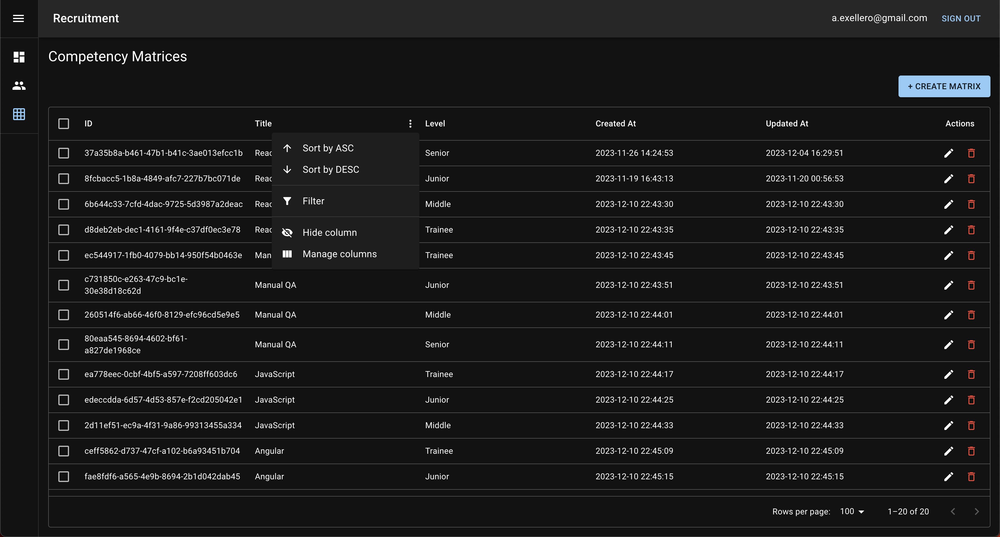 Recruitment
a.exellero@gmail.com SIGN OUT
Competency Matrices
+ CREATE MATRIX
ID Title Level Created At Updated At Actions
Sort by ASC
Sort by DESC
Filter
Hide column
Manage columns
37a35b8a-b461-47b1-b41c-3ae013efcc1b Reac Senior 2023-11-26 14:24:53 2023-12-04 16:29:51
8fcbacc5-1b8a-4849-afc7-227b7bc071de Reac Junior 2023-11-19 16:43:13 2023-11-20 00:56:53
6b644c33-7cfd-4dac-9725-5d3987a2deac Reac Middle 2023-12-10 22:43:30 2023-12-10 22:43:30
d8deb2eb-dec1-4161-9f4e-c37df0ec3e78 Reac Trainee 2023-12-10 22:43:35 2023-12-10 22:43:35
ec544917-1fb0-4079-bb14-950f54b0463e Man Trainee 2023-12-10 22:43:45 2023-12-10 22:43:45
c731850c-e263-47c9-bc1e-
30e38d18c62d Manual QA Junior 2023-12-10 22:43:51 2023-12-10 22:43:51
260514f6-ab66-46f0-8129-efc96cd5e9e5 Manual QA Middle 2023-12-10 22:44:01 2023-12-10 22:44:01
80eaa545-8694-4602-bf61-
a827de1968ce Manual QA Senior 2023-12-10 22:44:11 2023-12-10 22:44:11
ea778eec-0cbf-4bf5-a597-7208ff603dc6 JavaScript Trainee 2023-12-10 22:44:17 2023-12-10 22:44:17
edeccdda-6d57-4d53-857e-f2cd205042e1 JavaScript Junior 2023-12-10 22:44:25 2023-12-10 22:44:25
2d11ef51-ec9a-4f31-9a86-99313455a334 JavaScript Middle 2023-12-10 22:44:33 2023-12-10 22:44:33
ceff5862-d737-47cf-a102-b6a93451b704 Angular Trainee 2023-12-10 22:45:09 2023-12-10 22:45:09
fae8fdf6-a565-4e9b-8694-2b1d042dab45 Angular Junior 2023-12-10 22:45:15 2023-12-10 22:45:15
Rows per page: 100 1–20 of 20